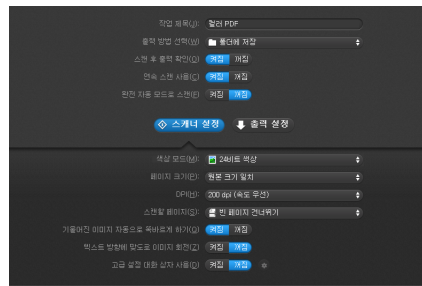 작업 제목(J): 컬러 PDF
출력 방법 선택(W) 폴더에 저장
스캔 후 출력 확인(O) 켜짐 꺼짐
연속 스캔 사용(C) 켜짐 꺼짐
완전 자동 모드로 스캔(F) 켜짐 꺼짐
스캐너 설정 출력 설정
색상 모드(M): 24비트 색상
페이지 크기(P): 원본 크기 일치
DPI(H): 200 dpi (속도 우선)
스캔할 페이지(S): 빈 페이지 건너뛰기
기울어진 이미지 자동으로 똑바르게 하기(Q) 켜짐 꺼짐
텍스트 방향에 맞도로 이미지 회전(Z) 켜짐 꺼짐
고급 설정 대화 상자 사용(D) 켜짐 꺼짐